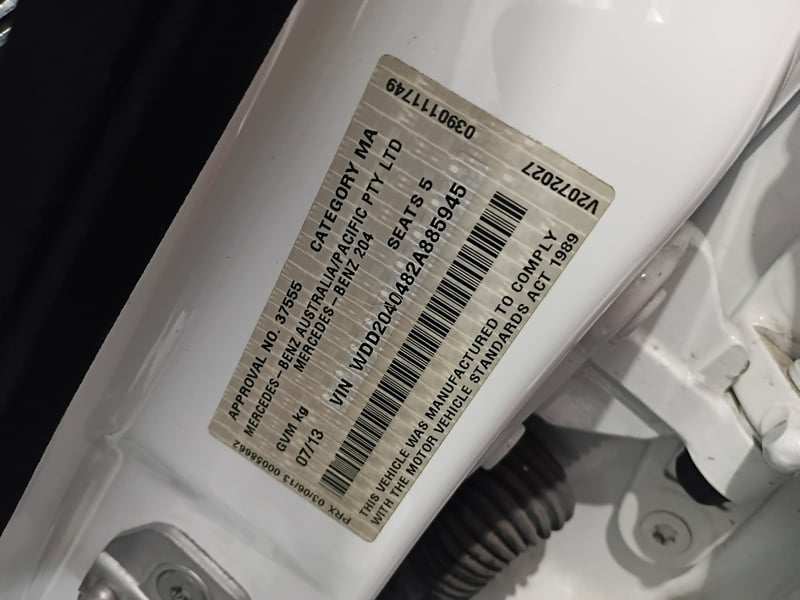 APPROVAL NO. 37555 CATEGORY MA
MERCEDES-BENZ AUSTRALIA/PACIFIC PTY LTD
MERCEDES-BENZ 204
GVM kg SEATS 5
07/13
VIN WDD2040482A885945
THIS VEHICLE WAS MANUFACTURED TO COMPLY
WITH THE MOTOR VEHICLE STANDARDS ACT 1989
PRX 03/06/13 00058662
0390111749
V2072027